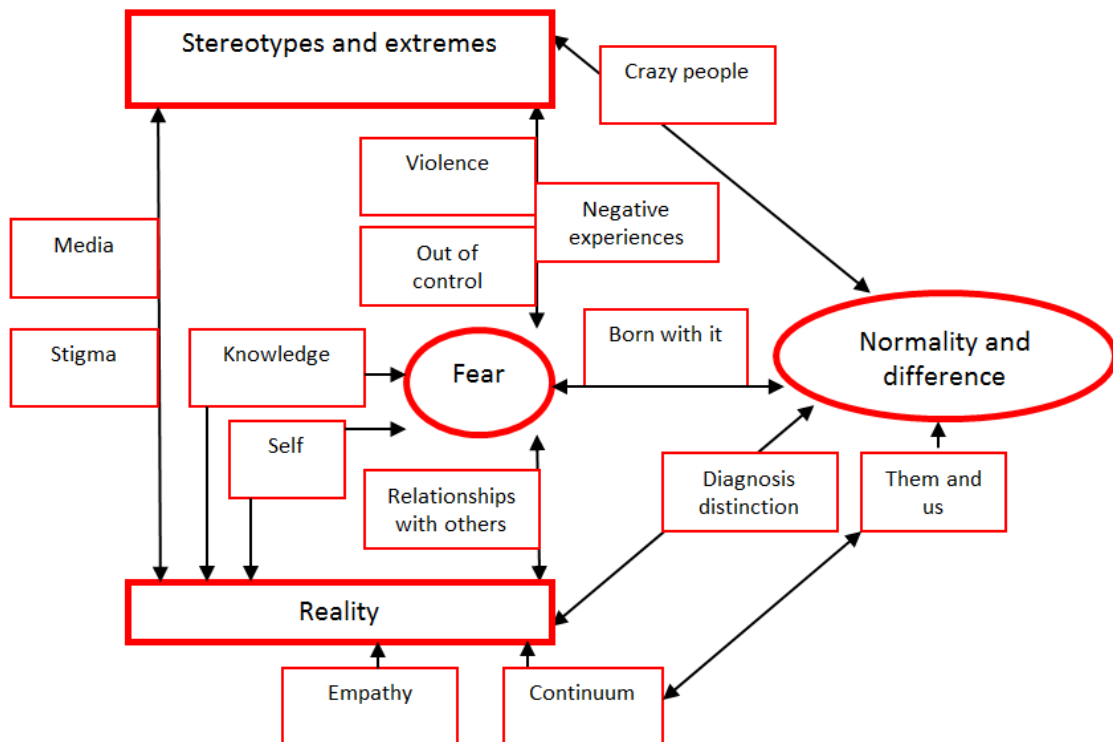 Stereotypes and extremes
Crazy people
Violence
Negative
experiences
Media
Out of
control
Stigma
Knowledge
Born with it
Normality and
difference
Fear
Self
Relationships
with others
Diagnosis
distinction
Them and
us
Reality
Empathy
Continuum